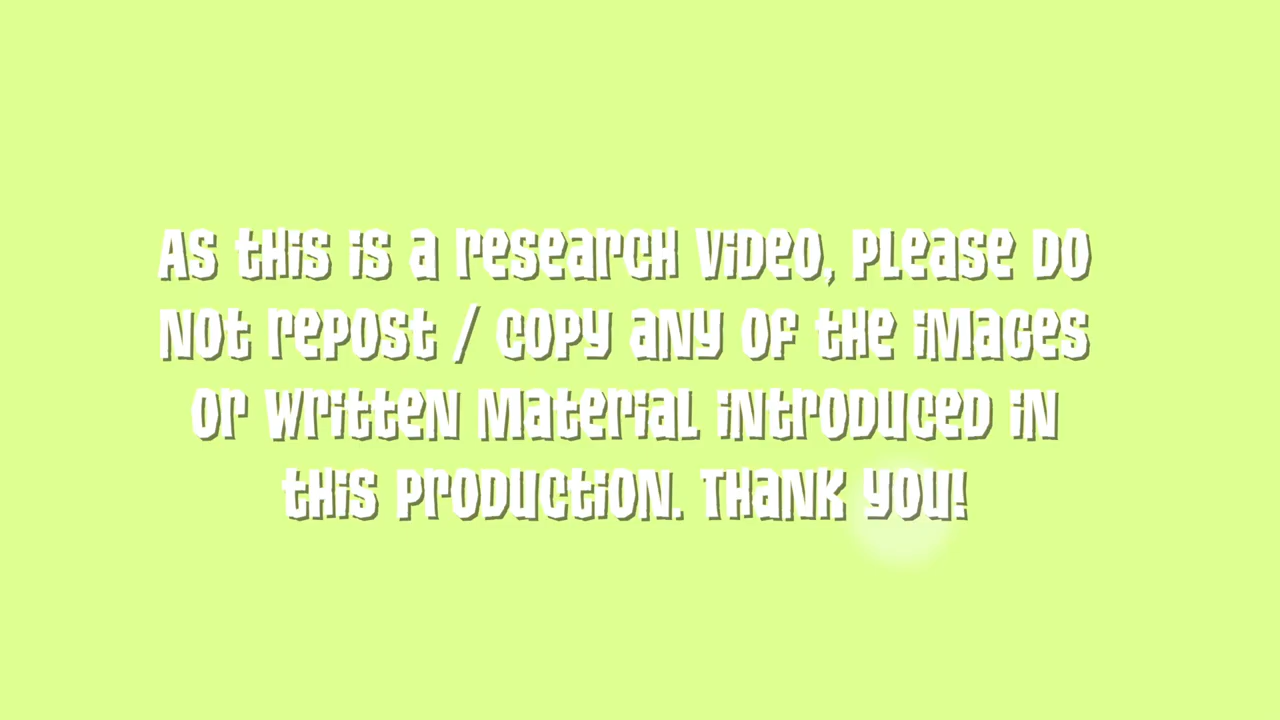 As this is a research video, please do
not repost / copy any of the images
or written material introduced in
this production. Thank you!